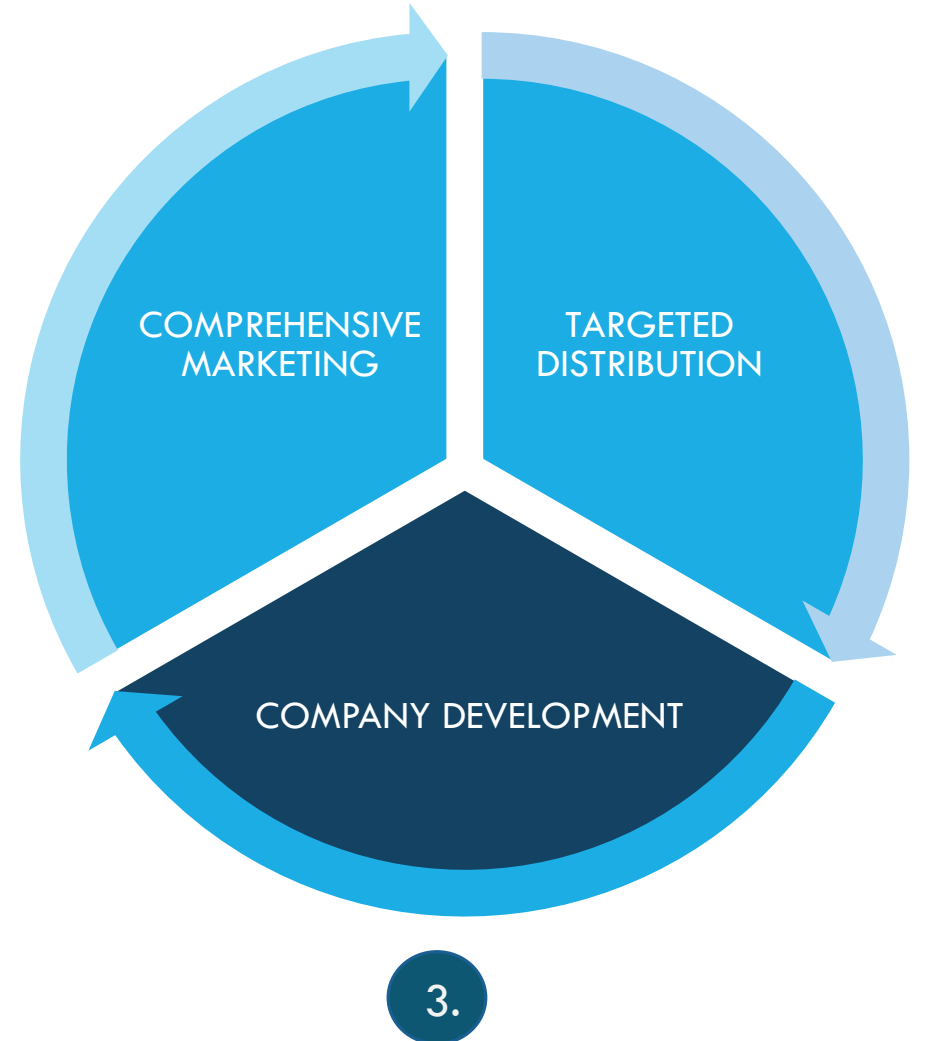 COMPREHENSIVE
MARKETING
TARGETED
DISTRIBUTION
COMPANY DEVELOPMENT
3.